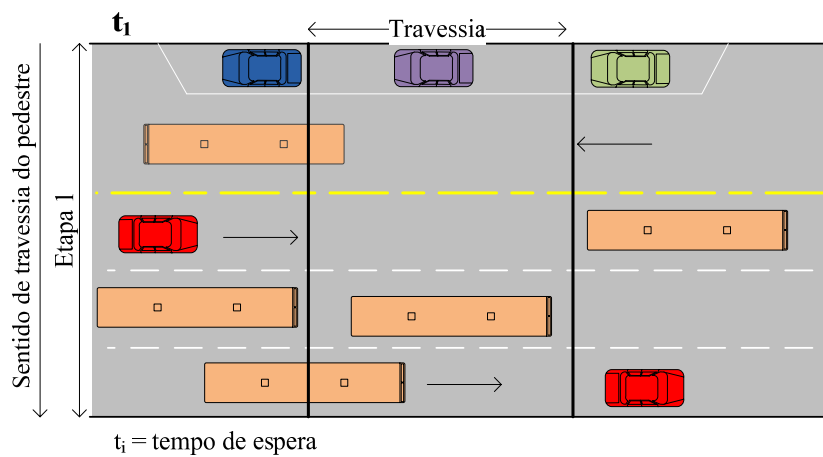 t₁
Travessia
Sentido de travessia do pedestre
Etapa 1
tᵢ = tempo de espera